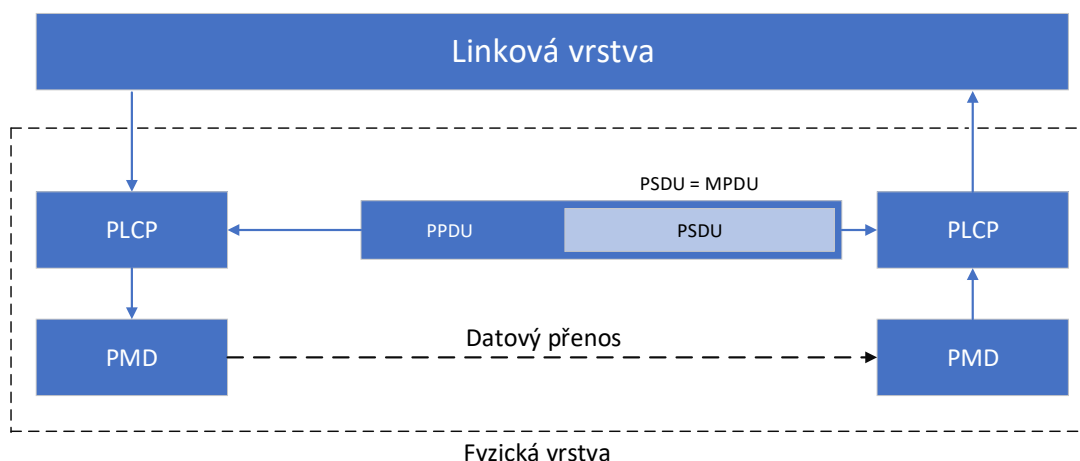 Linková vrstva
PSDU = MPDU
PLCP
PPDU
PSDU
PLCP
PMD
Datový přenos
PMD
Fyzická vrstva